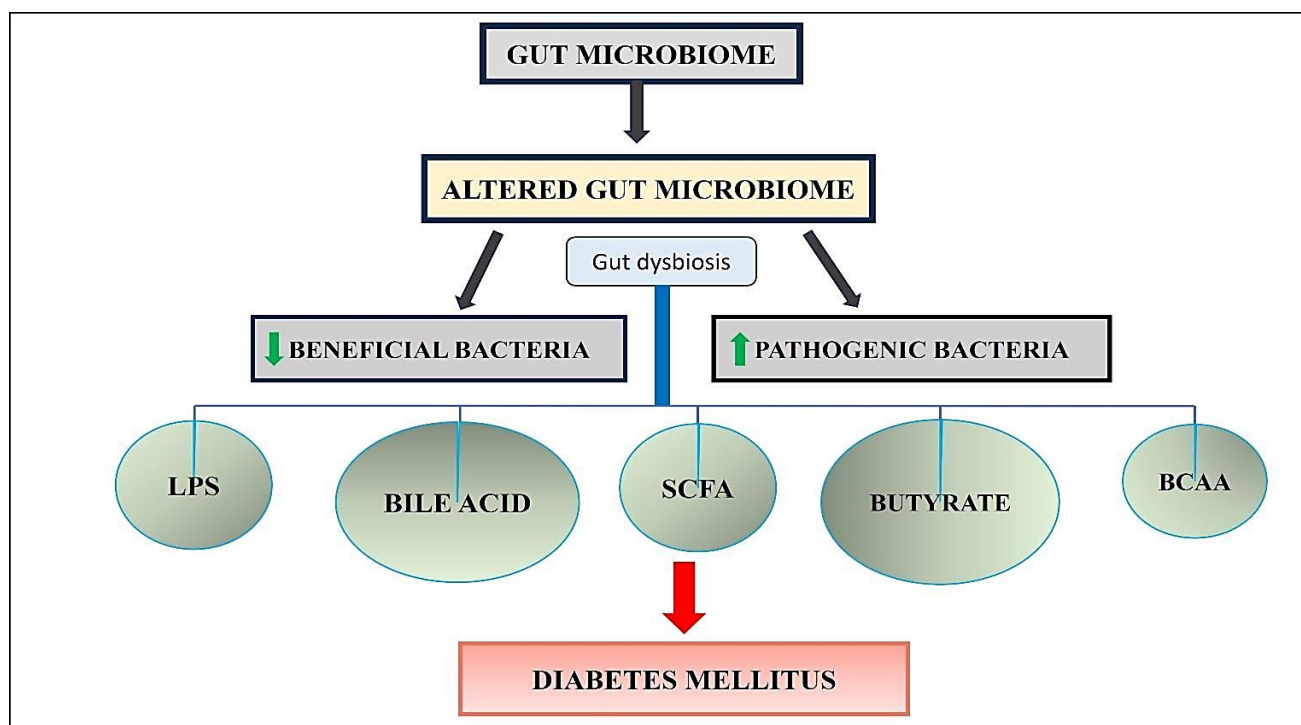 GUT MICROBIOME
ALTERED GUT MICROBIOME
Gut dysbiosis
BENEFICIAL BACTERIA
PATHOGENIC BACTERIA
LPS
BILE ACID
SCFA
BUTYRATE
BCAA
DIABETES MELLITUS